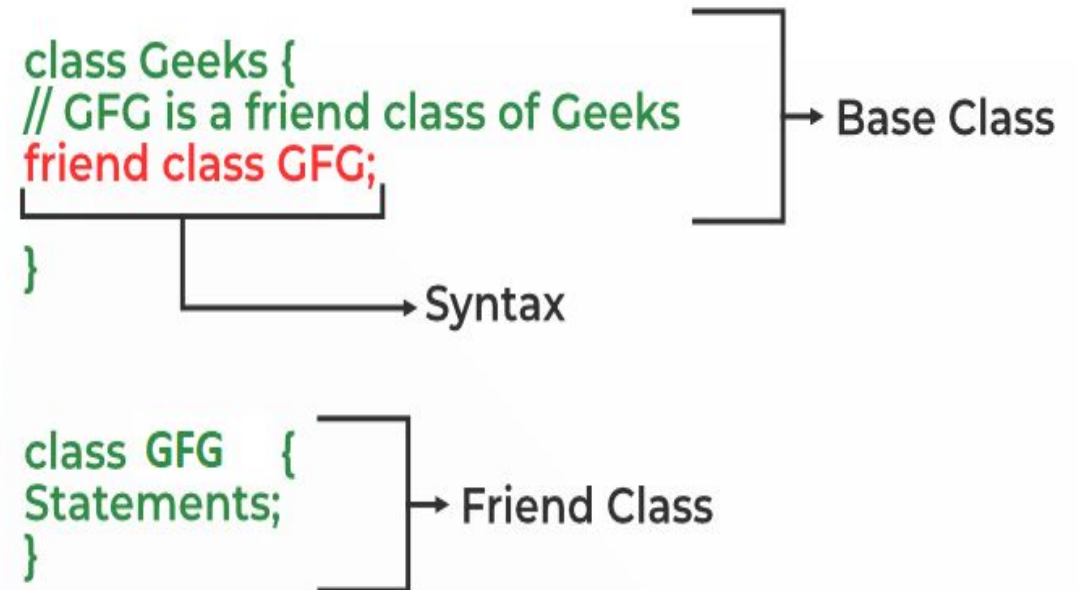 class Geeks {
// GFG is a friend class of Geeks
friend class GFG;
}
Base Class
Syntax
class GFG {
Statements;
}
Friend Class